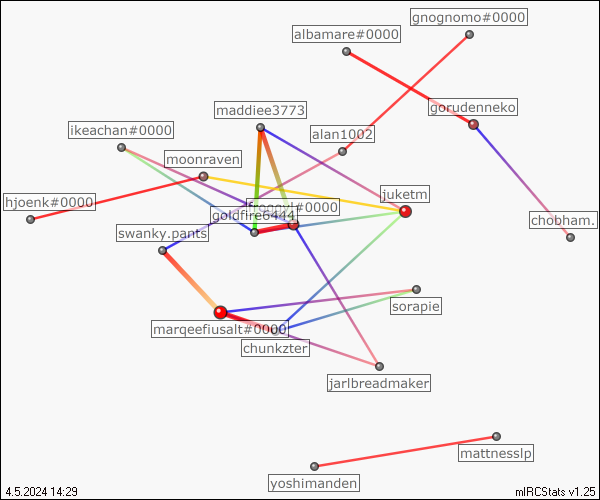 gnognomo#0000
albamare#0000
maddiee3773
gorudenneko
ikeachan#0000
alan1002
moonraven
juketm
hjoenk#0000
froggy1#0000
goldfire6444
chobham.
swanky.pants
sorapie
marqeefiusalt#0000
chunkzter
jarlbreadmaker
mattnesslp
yoshimanden
4.5.2024 14:29
mIRCStats v1.25